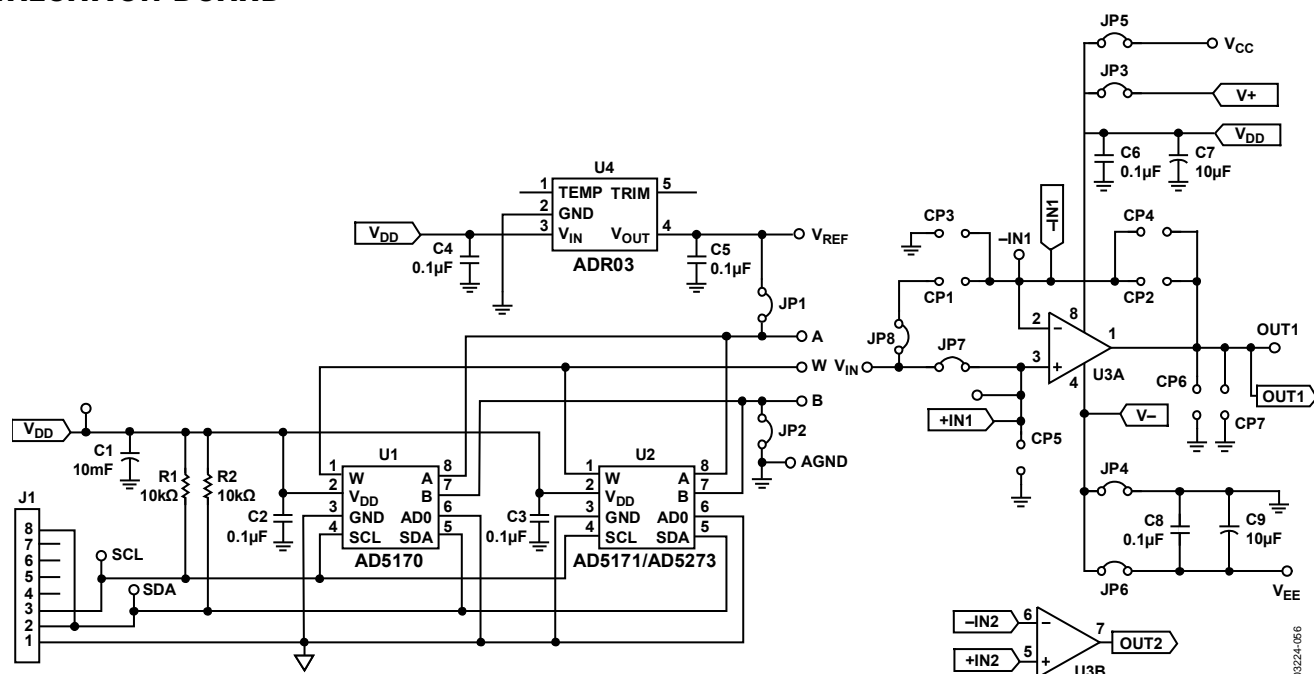 JP5
VCC
JP3
V+
VDD
C6
0.1µF
C7
10µF
U4
1 TEMP TRIM 5
2 GND
3 VIN VOUT 4
ADR03
VDD
C4
0.1µF
C5
0.1µF
VREF
JP1
A
W
B
JP2
AGND
CP3
–IN1
–IN1
CP4
CP1
CP2
JP8
JP7
VIN
2 –
3 +
8
1
4
U3A
OUT1
OUT1
CP6
CP7
+IN1
CP5
V–
JP4
C8
0.1µF
C9
10µF
JP6
VEE
VDD
C1
10mF
R1
10kΩ
R2
10kΩ
C2
0.1µF
U1
1 W A 8
2 VDD B 7
3 GND AD0 6
4 SCL SDA 5
AD5170
C3
0.1µF
U2
1 W A 8
2 VDD B 7
3 GND AD0 6
4 SCL SDA 5
AD5171/AD5273
J1
8
7
6
5
4
3
2
1
SCL
SDA
–IN2 6 –
+IN2 5 +
7 OUT2
U3B
03224-056